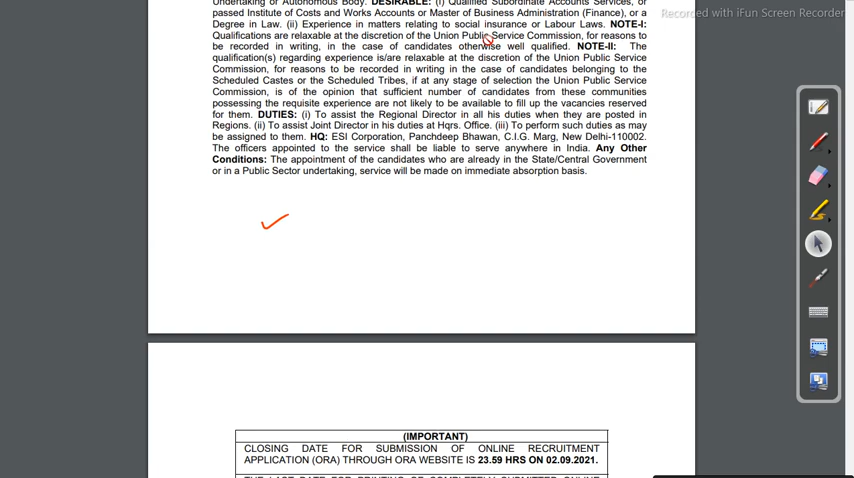 Undertaking or Autonomous Body. DESIRABLE: (i) Qualified Subordinate Accounts Services, or
Recorded with iFun Screen Recorder
passed Institute of Costs and Works Accounts or Master of Business Administration (Finance), or a
Degree in Law. (ii) Experience in matters relating to social insurance or Labour Laws. NOTE-I:
Qualifications are relaxable at the discretion of the Union Public Service Commission, for reasons to
be recorded in writing, in the case of candidates otherwise well qualified. NOTE-II: The
qualification(s) regarding experience is/are relaxable at the discretion of the Union Public Service
Commission, for reasons to be recorded in writing in the case of candidates belonging to the
Scheduled Castes or the Scheduled Tribes, if at any stage of selection the Union Public Service
Commission, is of the opinion that sufficient number of candidates from these communities
possessing the requisite experience are not likely to be available to fill up the vacancies reserved
for them. DUTIES: (i) To assist the Regional Director in all his duties when they are posted in
Regions. (ii) To assist Joint Director in his duties at Hqrs. Office. (iii) To perform such duties as may
be assigned to them. HQ: ESI Corporation, Panchdeep Bhawan, C.I.G. Marg, New Delhi-110002.
The officers appointed to the service shall be liable to serve anywhere in India. Any Other
Conditions: The appointment of the candidates who are already in the State/Central Government
or in a Public Sector undertaking, service will be made on immediate absorption basis.
(IMPORTANT)
CLOSING DATE FOR SUBMISSION OF ONLINE RECRUITMENT
APPLICATION (ORA) THROUGH ORA WEBSITE IS 23.59 HRS ON 02.09.2021.
THE LAST DATE FOR PRINTING OF COMPLETELY SUBMITTED ONLINE